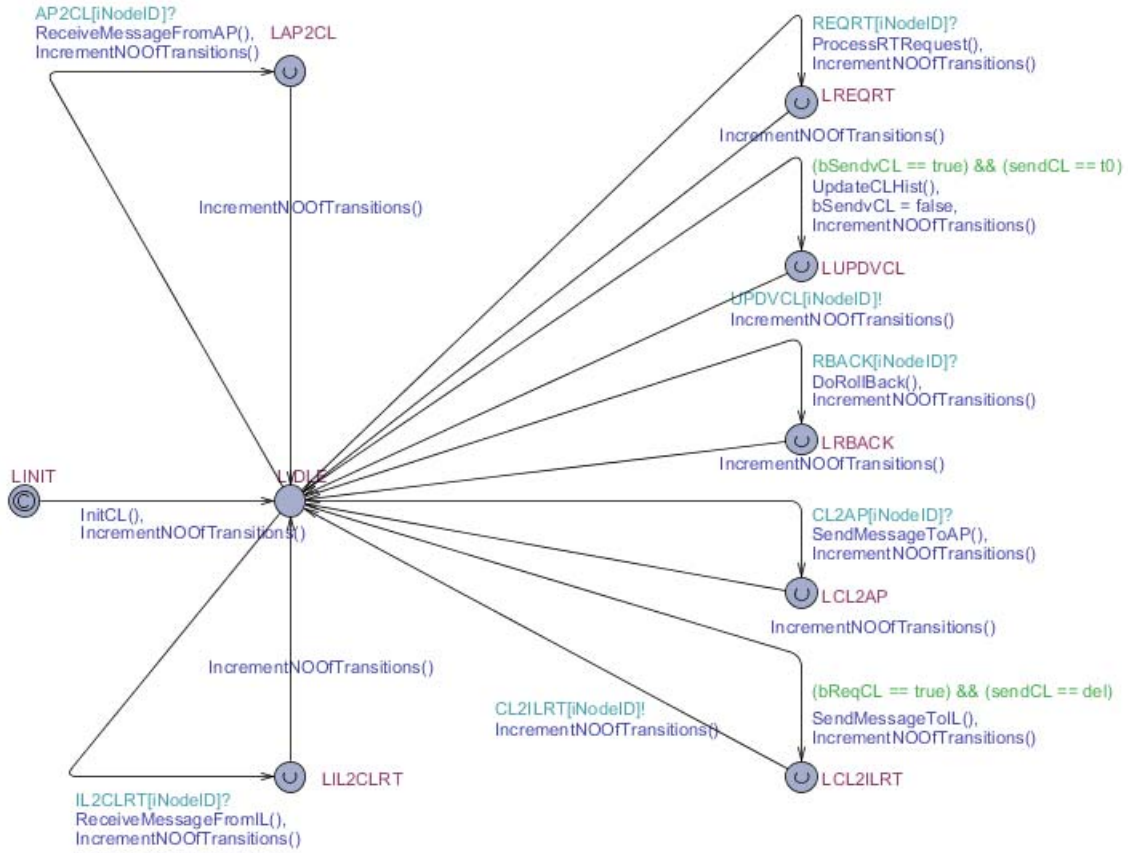 AP2CL[iNodeID]?
ReceiveMessageFromAP(),
IncrementNOOfTransitions()
LAP2CL
IncrementNOOfTransitions()
REQRT[iNodeID]?
ProcessRTRequest(),
IncrementNOOfTransitions()
LREQRT
IncrementNOOfTransitions()
(bSendvCL == true) && (sendCL == t0)
UpdateCLHist(),
bSendvCL = false,
IncrementNOOfTransitions()
LUPDVCL
UPDVCL[iNodeID]!
IncrementNOOfTransitions()
RBACK[iNodeID]?
DoRollBack(),
IncrementNOOfTransitions()
LRBACK
IncrementNOOfTransitions()
LINIT
LIDLE
InitCL(),
IncrementNOOfTransitions()
CL2AP[iNodeID]?
SendMessageToAP(),
IncrementNOOfTransitions()
LCL2AP
IncrementNOOfTransitions()
IncrementNOOfTransitions()
(bReqCL == true) && (sendCL == del)
SendMessageToIL(),
IncrementNOOfTransitions()
CL2ILRT[iNodeID]!
IncrementNOOfTransitions()
LIL2CLRT
LCL2ILRT
IL2CLRT[iNodeID]?
ReceiveMessageFromIL(),
IncrementNOOfTransitions()